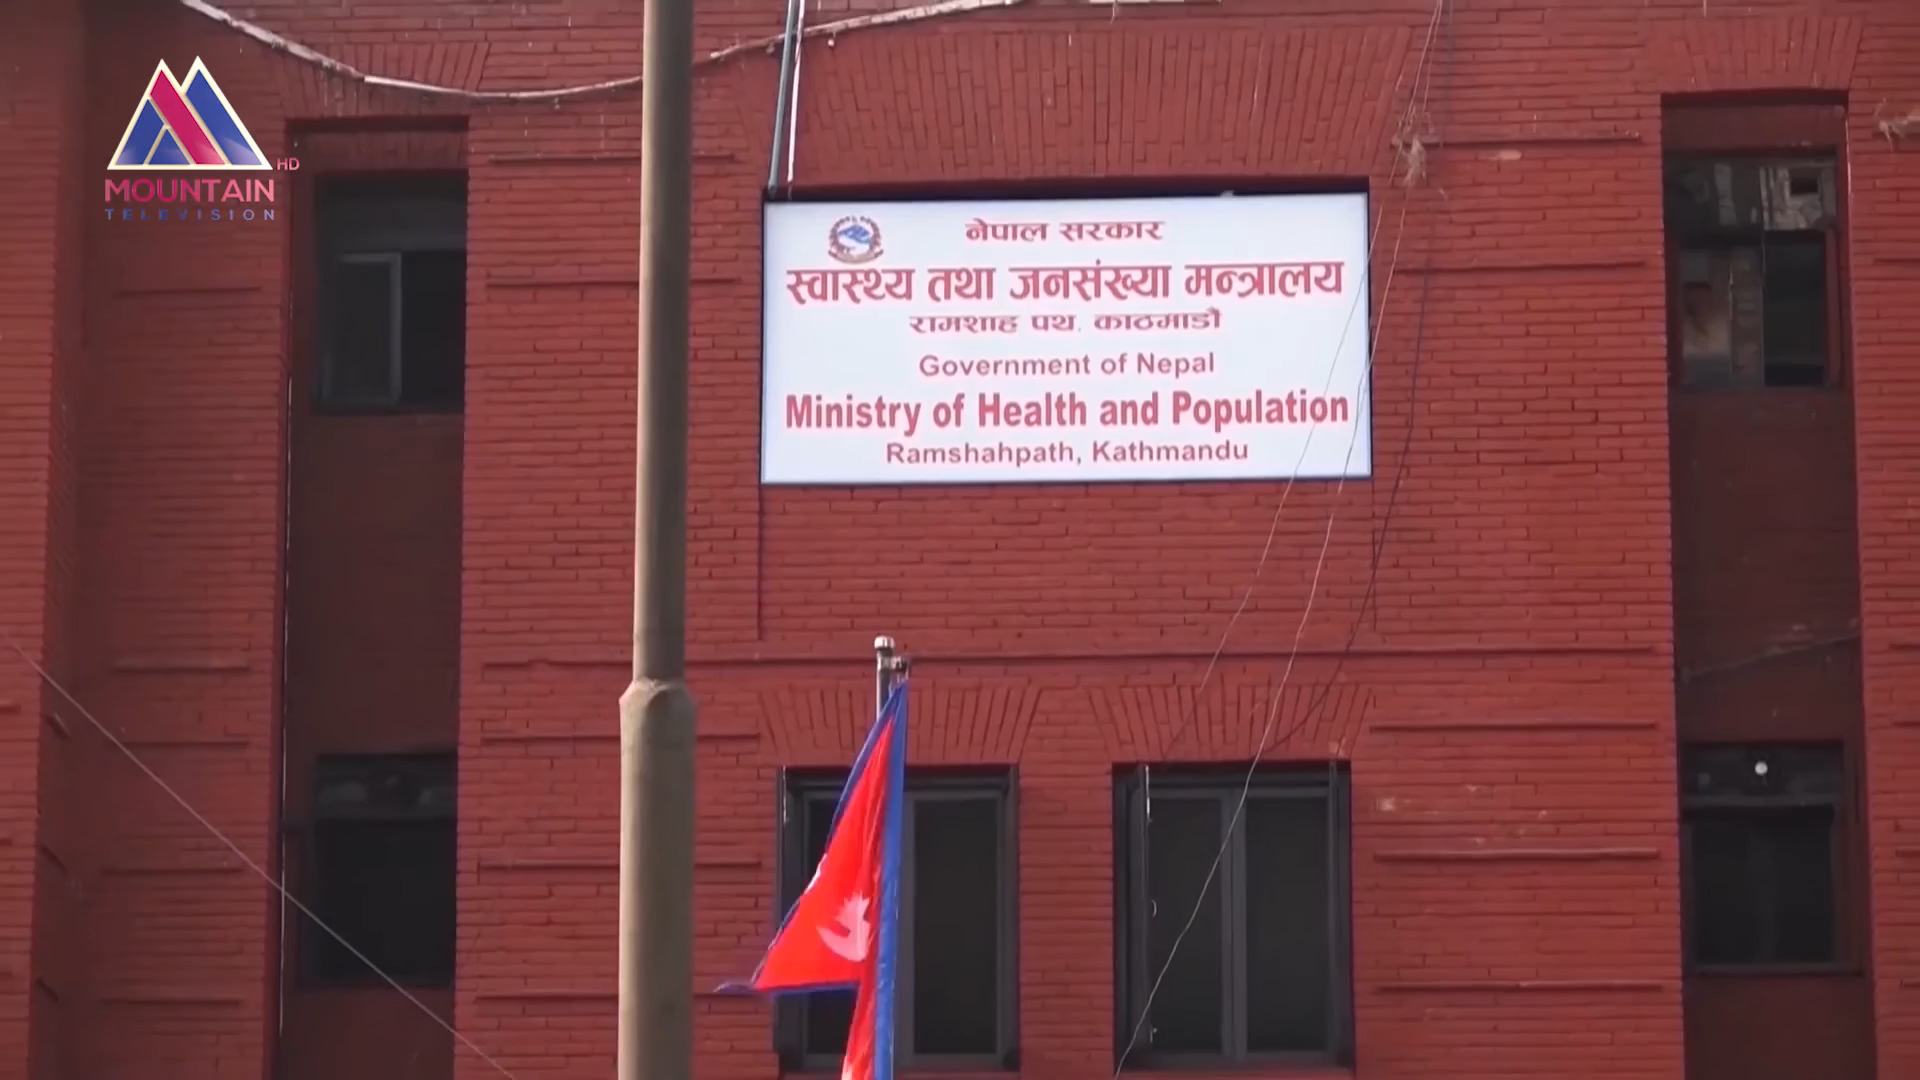 MOUNTAIN HD
TELEVISION
नेपाल सरकार
स्वास्थ्य तथा जनसंख्या मन्त्रालय
रामशाह पथ, काठमाडौं
Government of Nepal
Ministry of Health and Population
Ramshahpath, Kathmandu